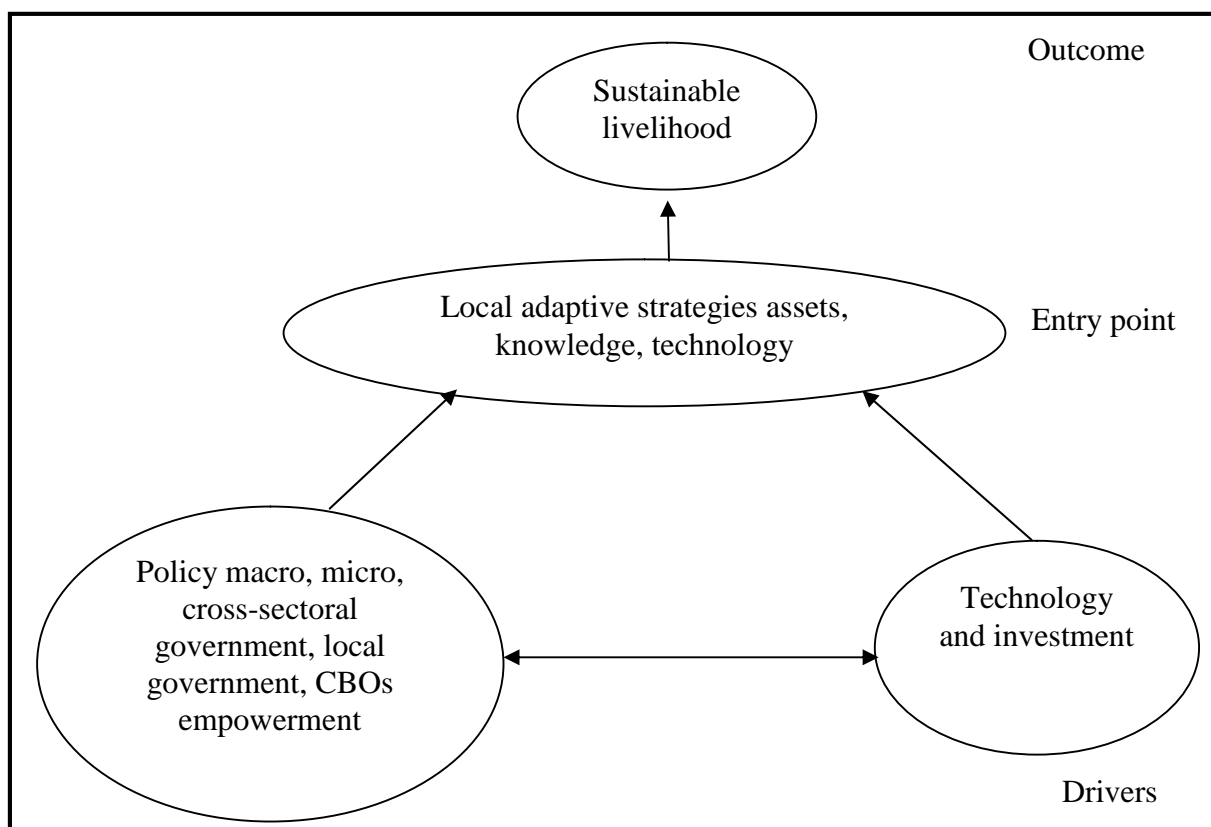 Outcome
Sustainable
livelihood
Local adaptive strategies assets,
knowledge, technology
Entry point
Policy macro, micro,
cross-sectoral
government, local
government, CBOs
empowerment
Technology
and investment
Drivers